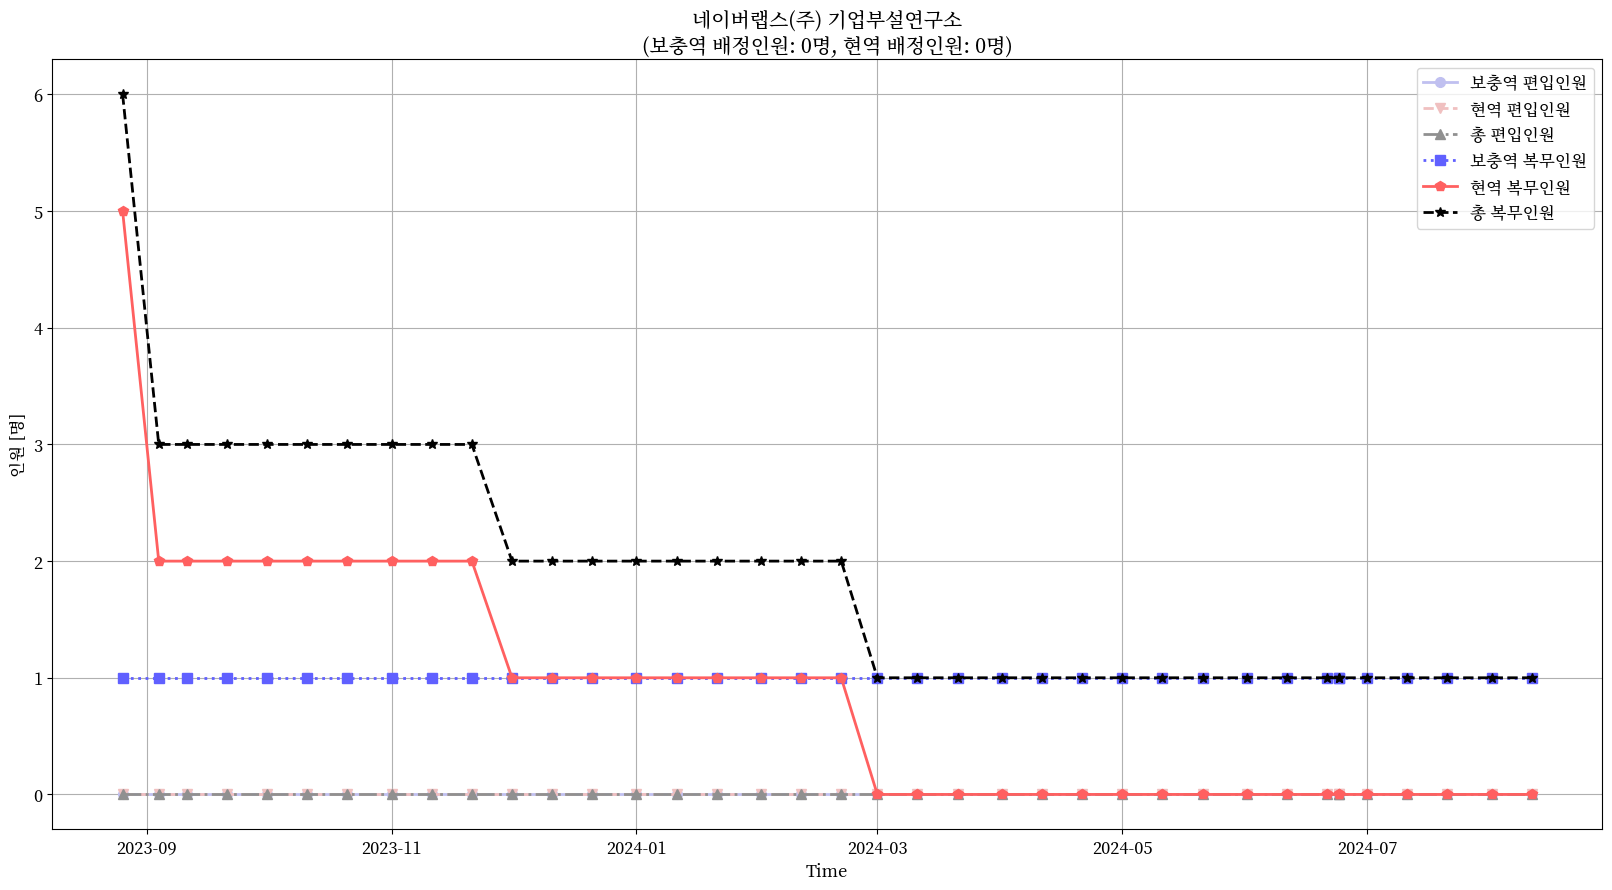 네이버랩스(주) 기업부설연구소
(보충역 배정인원: 0명, 현역 배정인원: 0명)
보충역 편입인원
현역 편입인원
총 편입인원
보충역 복무인원
현역 복무인원
총 복무인원
인원 [명]
6
5
4
3
2
1
0
2023-09
2023-11
2024-01
2024-03
2024-05
2024-07
Time